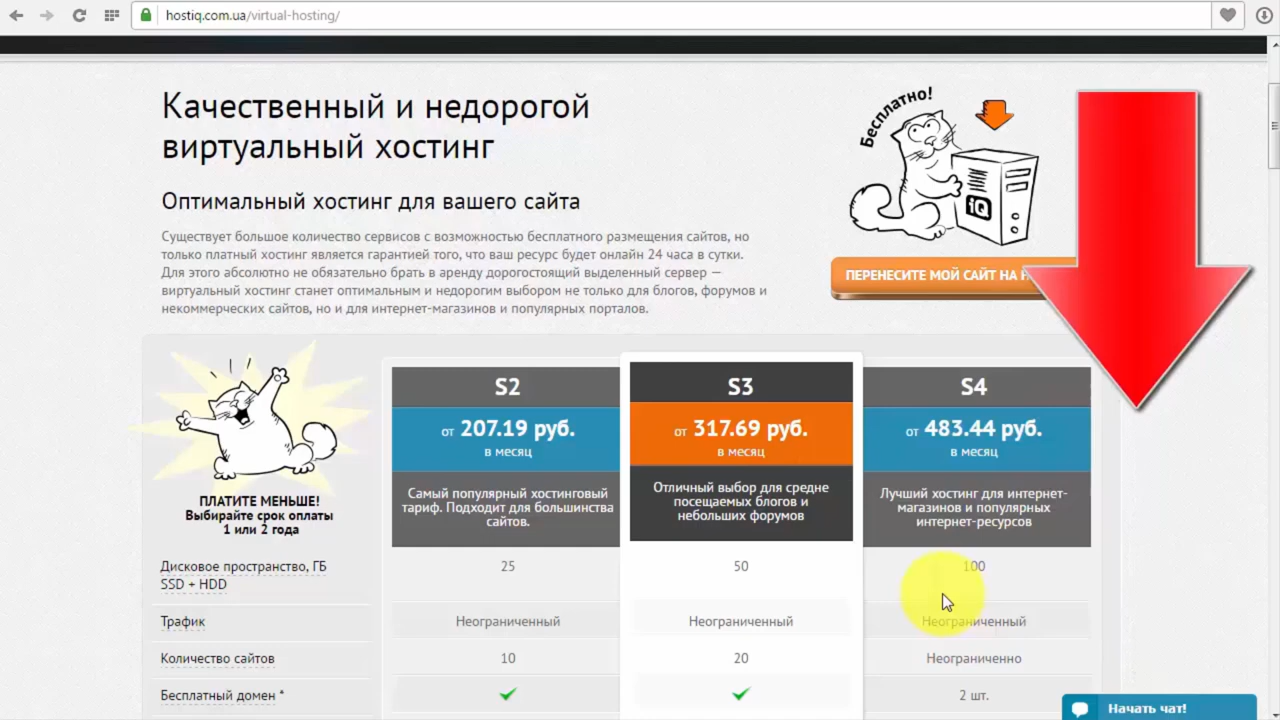 hostiq.com.ua/virtual-hosting/
Качественный и недорогой
виртуальный хостинг
Бесплатно!
iQ
Оптимальный хостинг для вашего сайта
Существует большое количество сервисов с возможностью бесплатного размещения сайтов, но
только платный хостинг является гарантией того, что ваш ресурс будет онлайн 24 часа в сутки.
Для этого абсолютно не обязательно брать в аренду дорогостоящий выделенный сервер —
виртуальный хостинг станет оптимальным и недорогим выбором не только для блогов, форумов и
некоммерческих сайтов, но и для интернет-магазинов и популярных порталов.
ПЕРЕНЕСИТЕ МОЙ САЙТ НА
ПЛАТИТЕ МЕНЬШЕ!
Выбирайте срок оплаты
1 или 2 года
S2
от 207.19 руб.
в месяц
Самый популярный хостинговый
тариф. Подходит для большинства
сайтов.
S3
от 317.69 руб.
в месяц
Отличный выбор для средне
посещаемых блогов и
небольших форумов
S4
от 483.44 руб.
в месяц
Лучший хостинг для интернет-
магазинов и популярных
интернет-ресурсов
Дисковое пространство, ГБ
SSD + HDD
25
50
100
Трафик
Неограниченный
Неограниченный
Неограниченный
Количество сайтов
10
20
Неограниченно
Бесплатный домен *
2 шт.
Начать чат!